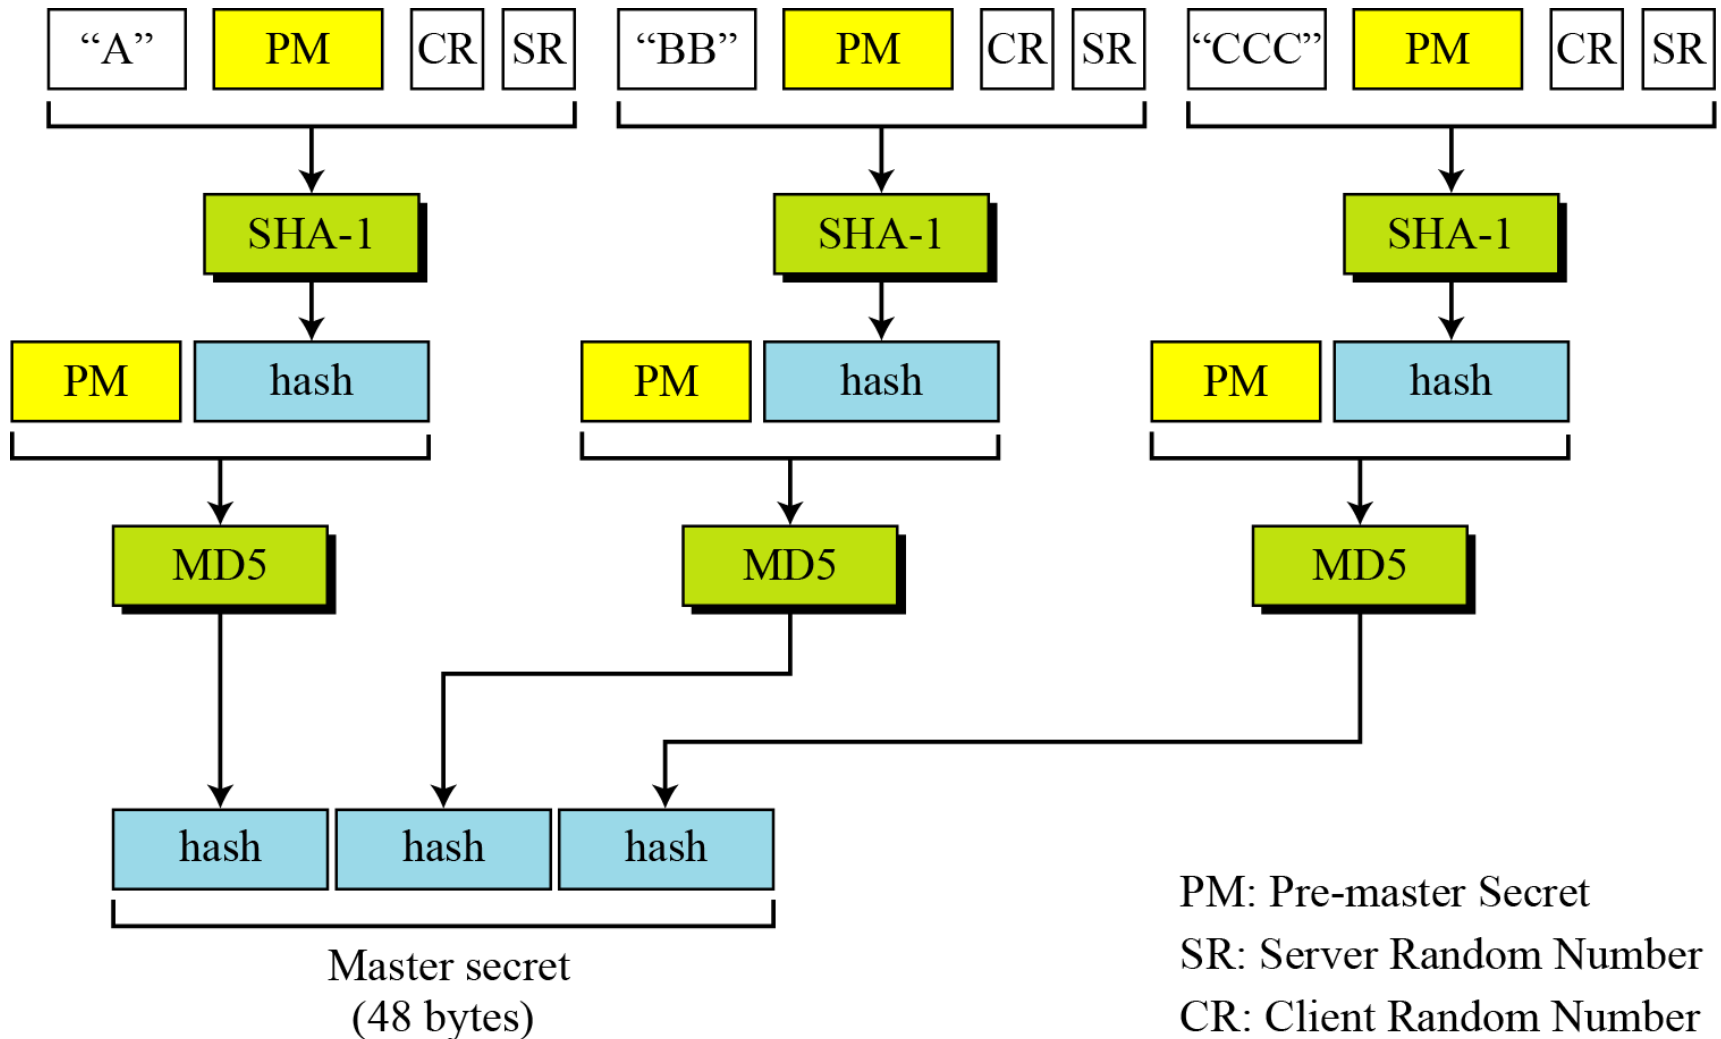 “A” PM CR SR “BB” PM CR SR “CCC” PM CR SR
SHA-1 SHA-1 SHA-1
PM hash PM hash PM hash
MD5 MD5 MD5
hash hash hash
Master secret
(48 bytes)
PM: Pre-master Secret
SR: Server Random Number
CR: Client Random Number